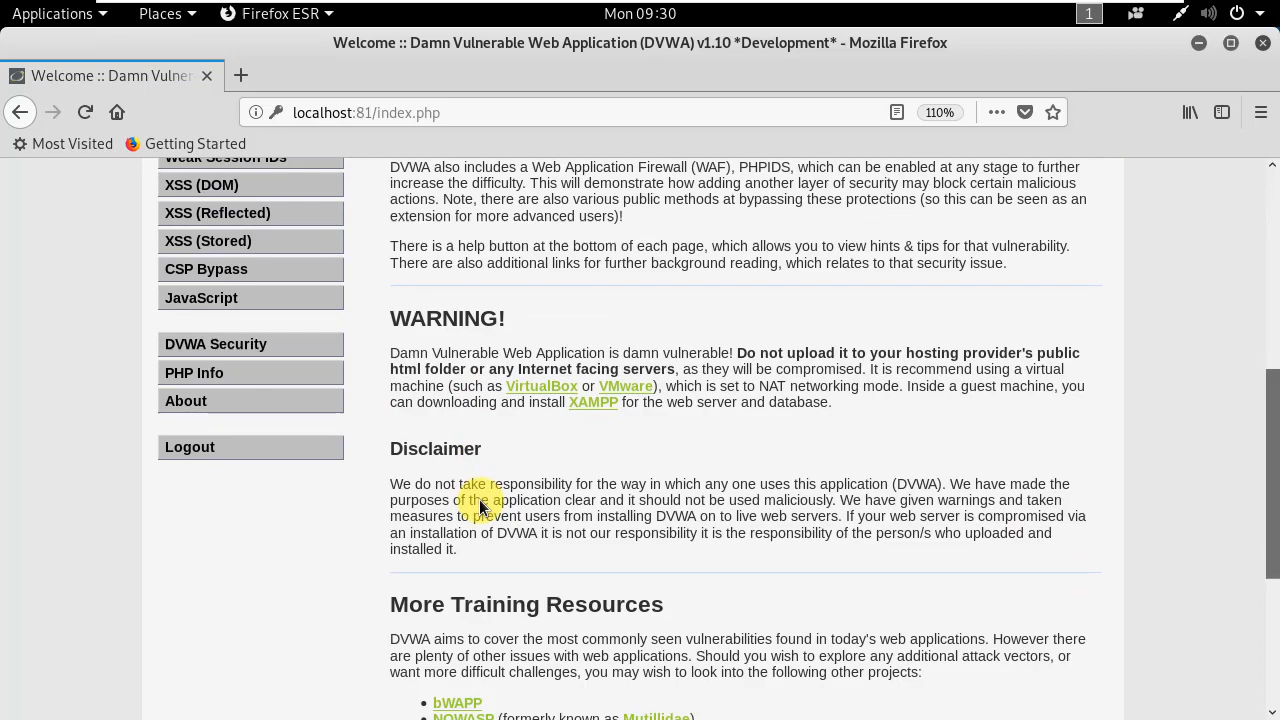 Applications Places Firefox ESR Mon 09:30 1
Welcome :: Damn Vulnerable Web Application (DVWA) v1.10 *Development* - Mozilla Firefox
Welcome :: Damn Vulner
localhost:81/index.php 110%
Most Visited Getting Started
Weak Session IDs
XSS (DOM)
XSS (Reflected)
XSS (Stored)
CSP Bypass
JavaScript
DVWA Security
PHP Info
About
Logout
DVWA also includes a Web Application Firewall (WAF), PHPIDS, which can be enabled at any stage to further
increase the difficulty. This will demonstrate how adding another layer of security may block certain malicious
actions. Note, there are also various public methods at bypassing these protections (so this can be seen as an
extension for more advanced users)!
There is a help button at the bottom of each page, which allows you to view hints & tips for that vulnerability.
There are also additional links for further background reading, which relates to that security issue.
WARNING!
Damn Vulnerable Web Application is damn vulnerable! Do not upload it to your hosting provider's public
html folder or any Internet facing servers, as they will be compromised. It is recommend using a virtual
machine (such as VirtualBox or VMware), which is set to NAT networking mode. Inside a guest machine, you
can downloading and install XAMPP for the web server and database.
Disclaimer
We do not take responsibility for the way in which any one uses this application (DVWA). We have made the
purposes of the application clear and it should not be used maliciously. We have given warnings and taken
measures to prevent users from installing DVWA on to live web servers. If your web server is compromised via
an installation of DVWA it is not our responsibility it is the responsibility of the person/s who uploaded and
installed it.
More Training Resources
DVWA aims to cover the most commonly seen vulnerabilities found in today's web applications. However there
are plenty of other issues with web applications. Should you wish to explore any additional attack vectors, or
want more difficult challenges, you may wish to look into the following other projects:
• bWAPP
• NOWASP (formerly known as Mutillidae)